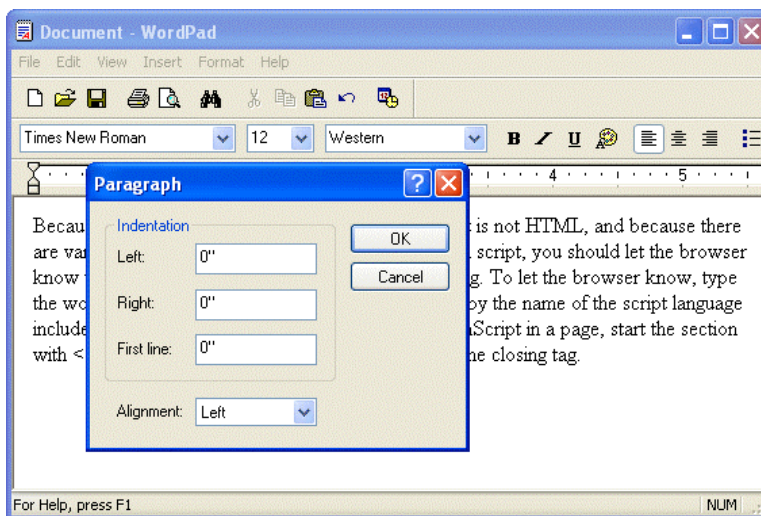 Document - WordPad
File Edit View Insert Format Help
Times New Roman 12 Western B I U
4 5
Paragraph
Indentation
Left: 0"
Right: 0"
First line: 0"
Alignment: Left
OK
Cancel
Becau is not HTML, and because there
are va script, you should let the browser
know g. To let the browser know, type
the wo by the name of the script language
include Script in a page, start the section
with < ne closing tag.
For Help, press F1 NUM